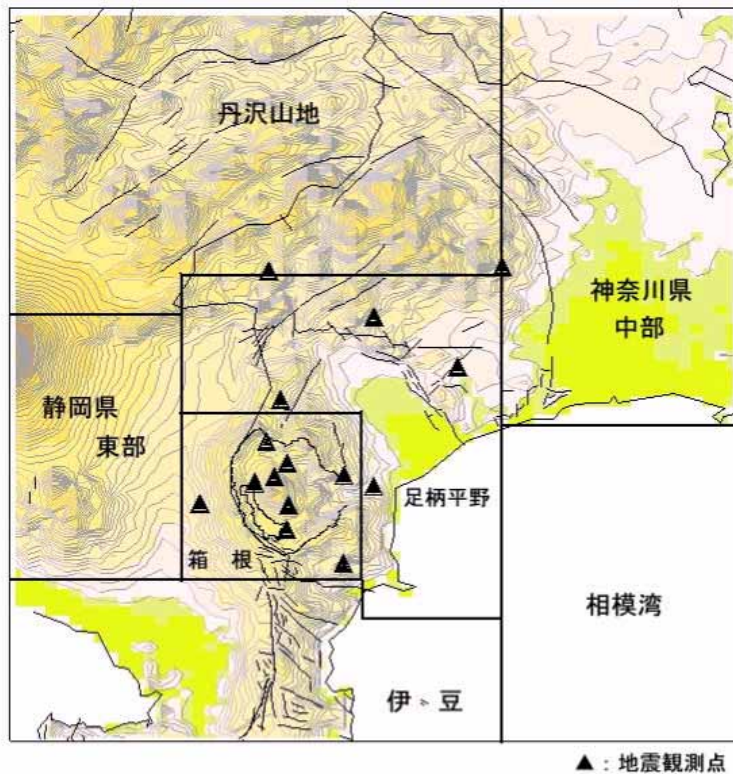 丹沢山地
神奈川県
中部
静岡県
東部
足柄平野
箱根
相模湾
伊豆
▲：地震観測点